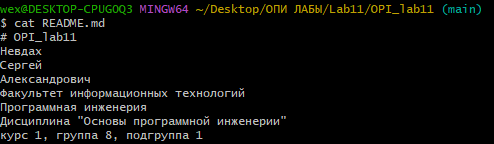 wex@DESKTOP-CPUGOQ3 MINGW64 ~/Desktop/ОПИ ЛАБЫ/Lab11/OPI_lab11 (main)
$ cat README.md
# OPI_lab11
Невдах
Сергей
Александрович
Факультет информационных технологий
Программная инженерия
Дисциплина "Основы программной инженерии"
курс 1, группа 8, подгруппа 1